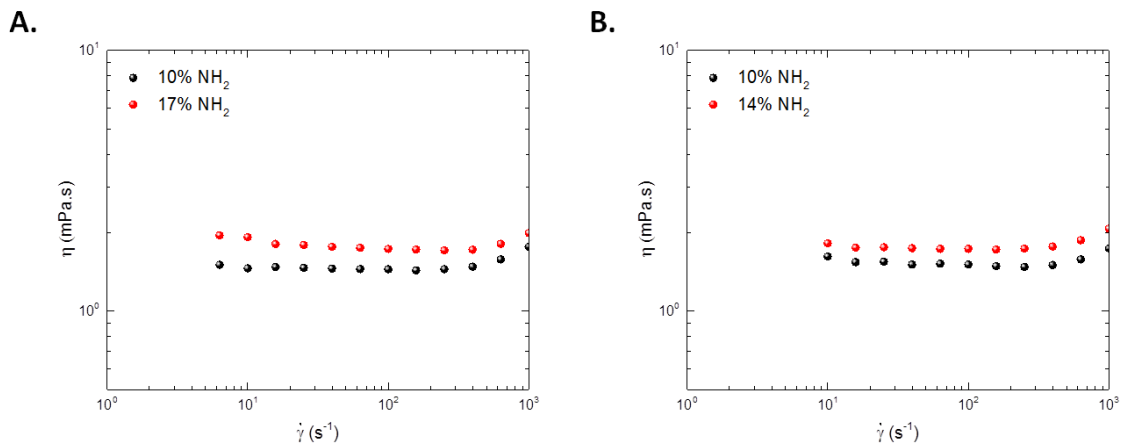 A.
10¹
10% NH₂
17% NH₂
η (mPa.s)
10⁰
10⁰ 10¹ 10² 10³
γ̇ (s⁻¹)
B.
10¹
10% NH₂
14% NH₂
η (mPa.s)
10⁰
10⁰ 10¹ 10² 10³
γ̇ (s⁻¹)